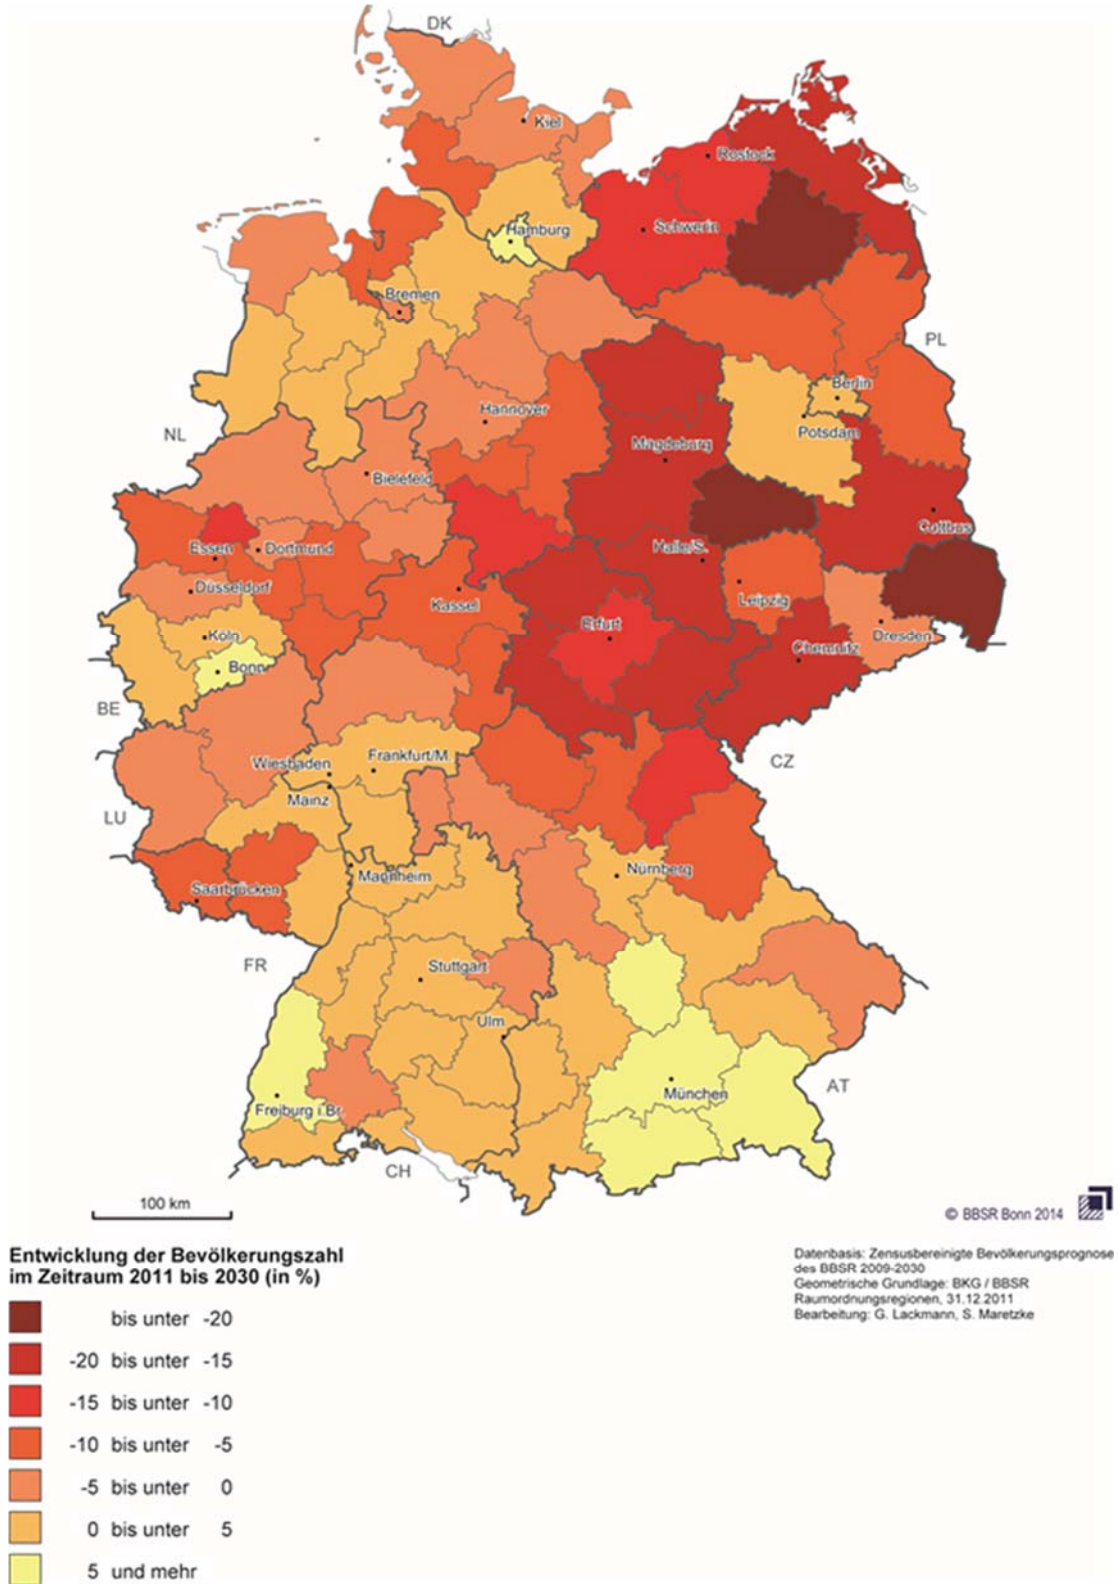 DK
Kiel
Rostock
Schwerin
Hamburg
Bremen
PL
Berlin
Hannover
Potsdam
NL
Magdeburg
Bielefeld
Cottbus
Essen
Dortmund
Halle/S.
Düsseldorf
Leipzig
Kassel
Erfurt
Köln
Dresden
Chemnitz
Bonn
BE
Wiesbaden
Frankfurt/M.
CZ
Mainz
LU
Mannheim
Nürnberg
Saarbrücken
FR
Stuttgart
Ulm
AT
München
Freiburg i.Br.
CH
100 km
© BBSR Bonn 2014
Entwicklung der Bevölkerungszahl
im Zeitraum 2011 bis 2030 (in %)
bis unter -20
-20 bis unter -15
-15 bis unter -10
-10 bis unter -5
-5 bis unter 0
0 bis unter 5
5 und mehr
Datenbasis: Zensusbereinigte Bevölkerungsprognose
des BBSR 2009-2030
Geometrische Grundlage: BKG / BBSR
Raumordnungsregionen, 31.12.2011
Bearbeitung: G. Lackmann, S. Maretzke